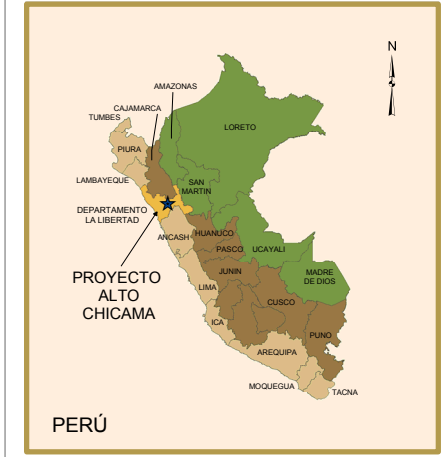 N
AMAZONAS
CAJAMARCA
TUMBES
LORETO
PIURA
LAMBAYEQUE
SAN
MARTIN
DEPARTAMENTO
LA LIBERTAD
ANCASH
HUANUCO
PASCO
UCAYALI
PROYECTO
ALTO
CHICAMA
JUNIN
MADRE
DE DIOS
LIMA
CUSCO
ICA
PUNO
AREQUIPA
MOQUEGUA
TACNA
PERÚ